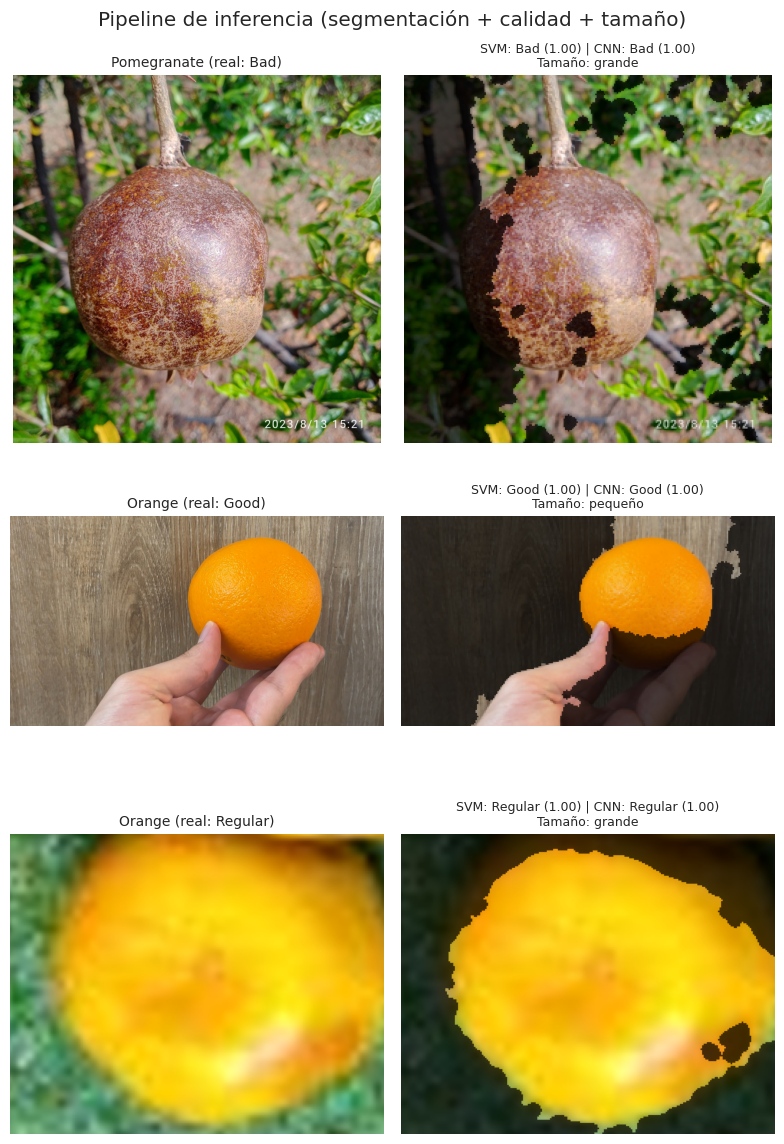 Pipeline de inferencia (segmentación + calidad + tamaño)
Pomegranate (real: Bad)
SVM: Bad (1.00) | CNN: Bad (1.00)
Tamaño: grande
2023/8/13 15:21
2023/8/13 15:21
Orange (real: Good)
SVM: Good (1.00) | CNN: Good (1.00)
Tamaño: pequeño
Orange (real: Regular)
SVM: Regular (1.00) | CNN: Regular (1.00)
Tamaño: grande